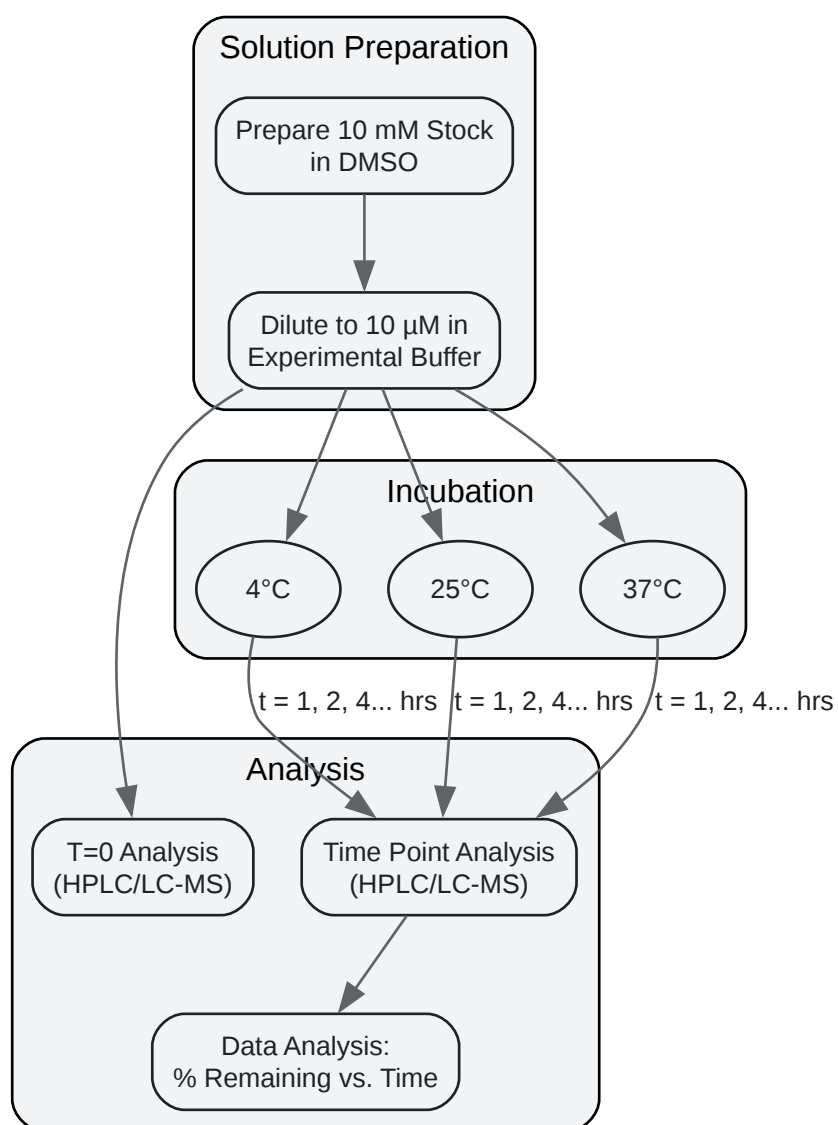 Solution Preparation
Prepare 10 mM Stock
in DMSO
Dilute to 10 µM in
Experimental Buffer
Incubation
4°C
25°C
37°C
t = 1, 2, 4... hrs
t = 1, 2, 4... hrs
t = 1, 2, 4... hrs
Analysis
T=0 Analysis
(HPLC/LC-MS)
Time Point Analysis
(HPLC/LC-MS)
Data Analysis:
% Remaining vs. Time